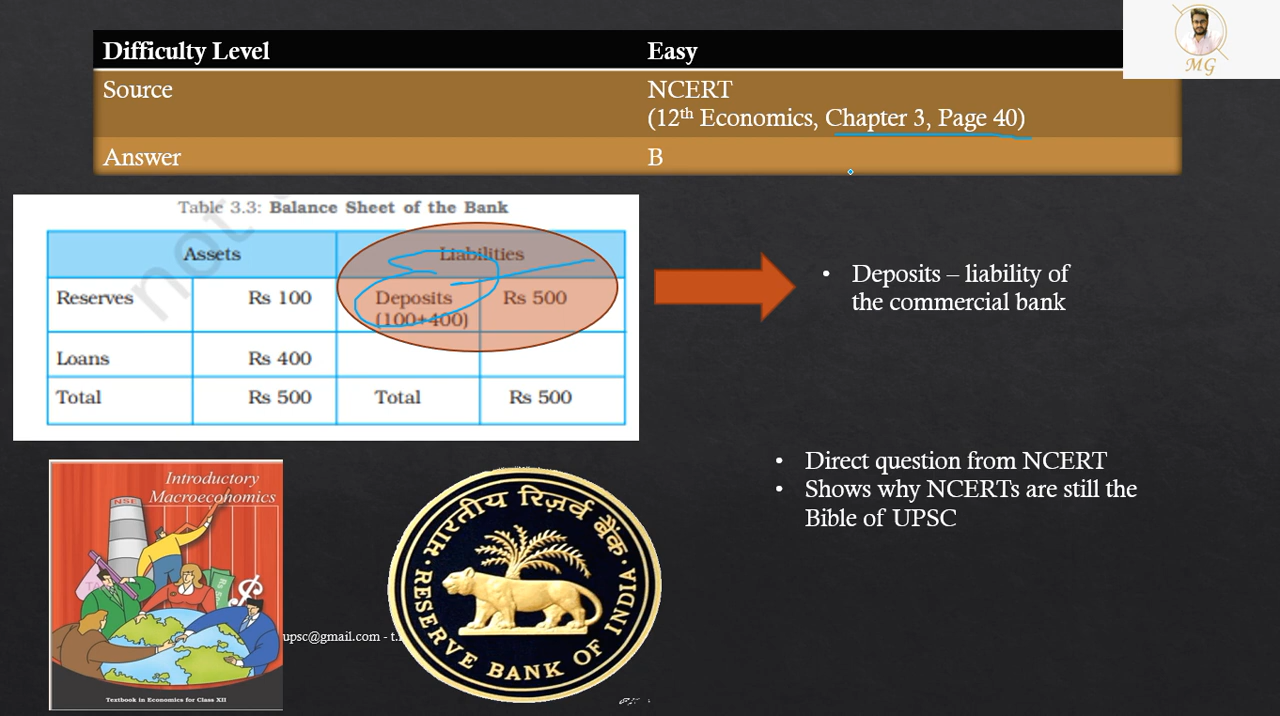 MG
Difficulty Level Easy
Source NCERT
(12th Economics, Chapter 3, Page 40)
Answer B
Table 3.3: Balance Sheet of the Bank
Assets Liabilities
Reserves Rs 100 Deposits Rs 500
(100+400)
Loans Rs 400
Total Rs 500 Total Rs 500
not
• Deposits – liability of
the commercial bank
• Direct question from NCERT
• Shows why NCERTs are still the
Bible of UPSC
Introductory
Macroeconomics
NSE
$
Textbook in Economics for Class XII
upsc@gmail.com - t.
भारतीय रिज़र्व बैंक
RESERVE BANK OF INDIA